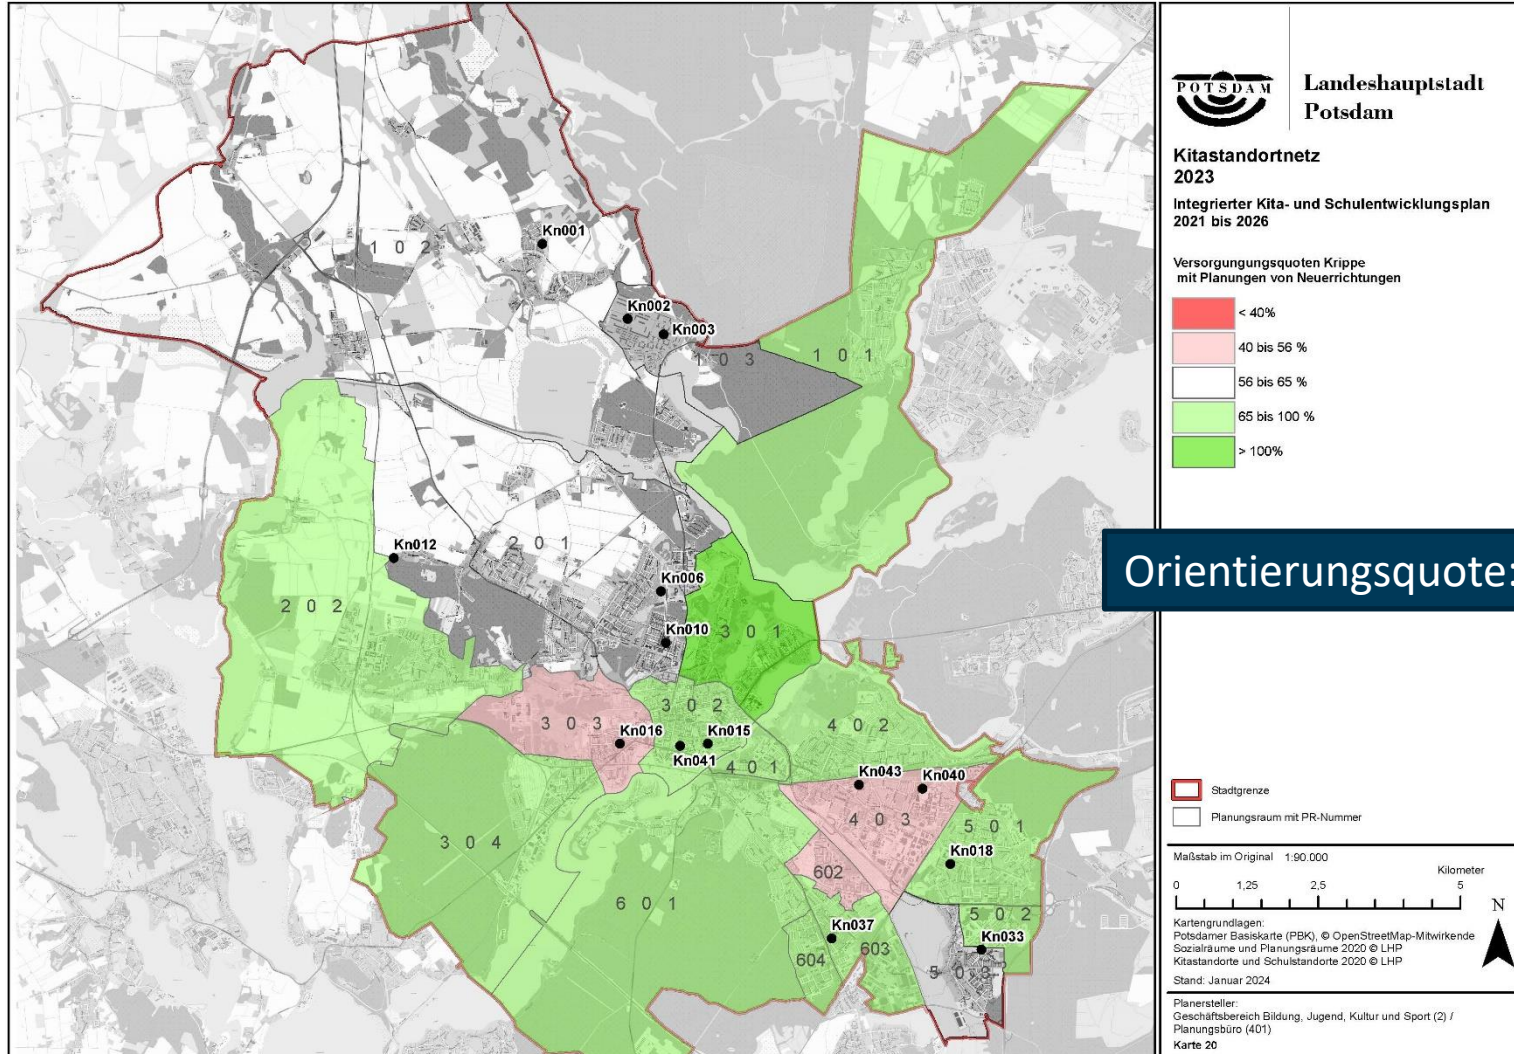 1 0 2
Kn001
Kn002
Kn003
1 0 3
1 0 1
Kn012
2 0 1
2 0 2
Kn006
Kn010
3 0 1
3 0 2
3 0 3
Kn016
Kn015
Kn041
4 0 1
4 0 2
Kn043
Kn040
4 0 3
5 0 1
Kn018
3 0 4
602
6 0 1
5 0 2
Kn037
Kn033
604
603
5 0 3
POTSDAM
Landeshauptstadt
Potsdam
Kitastandortnetz
2023
Integrierter Kita- und Schulentwicklungsplan
2021 bis 2026
Versorgungungsquoten Krippe
mit Planungen von Neuerrichtungen
< 40%
40 bis 56 %
56 bis 65 %
65 bis 100 %
> 100%
Orientierungsquote:
Stadtgrenze
Planungsraum mit PR-Nummer
Maßstab im Original 1:90.000
Kilometer
0 1,25 2,5 5
N
Kartengrundlagen:
Potsdamer Basiskarte (PBK), © OpenStreetMap-Mitwirkende
Sozialräume und Planungsräume 2020 © LHP
Kitastandorte und Schulstandorte 2020 © LHP
Stand: Januar 2024
Planersteller:
Geschäftsbereich Bildung, Jugend, Kultur und Sport (2) /
Planungsbüro (401)
Karte 20